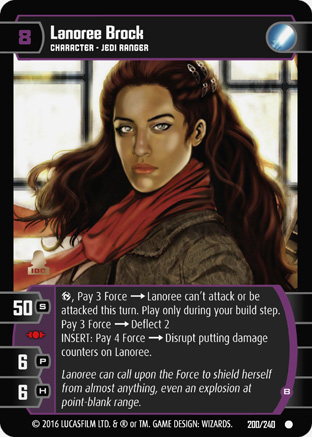 8
Lanoree Brock
CHARACTER - JEDI RANGER
IDC
50 S
6 P
6 H
, Pay 3 Force → Lanoree can't attack or be
attacked this turn. Play only during your build step.
Pay 3 Force → Deflect 2
INSERT: Pay 4 Force → Disrupt putting damage
counters on Lanoree.
Lanoree can call upon the Force to shield herself
from almost anything, even an explosion at
point-blank range.
B
© 2016 LUCASFILM LTD. & ® or TM. GAME DESIGN: WIZARDS.
200/240